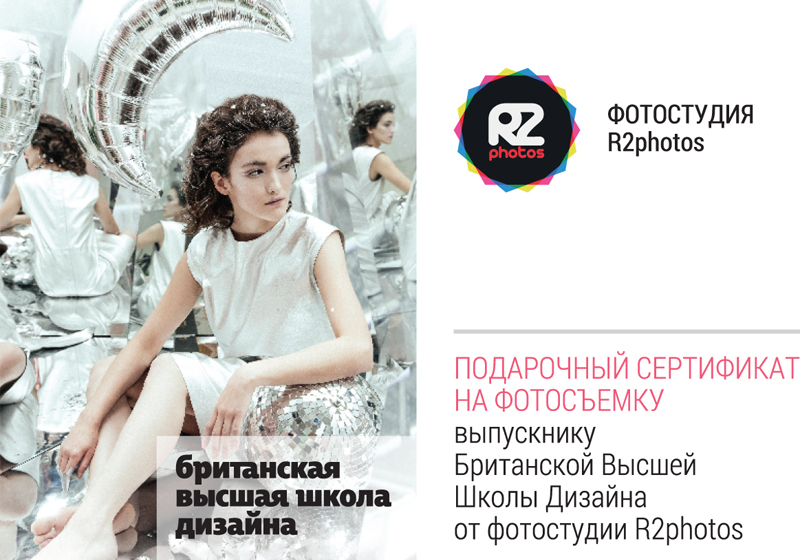 британская
высшая школа
дизайна
R2
photos
ФОТОСТУДИЯ
R2photos
ПОДАРОЧНЫЙ СЕРТИФИКАТ
НА ФОТОСЪЕМКУ
выпускнику
Британской Высшей
Школы Дизайна
от фотостудии R2photos